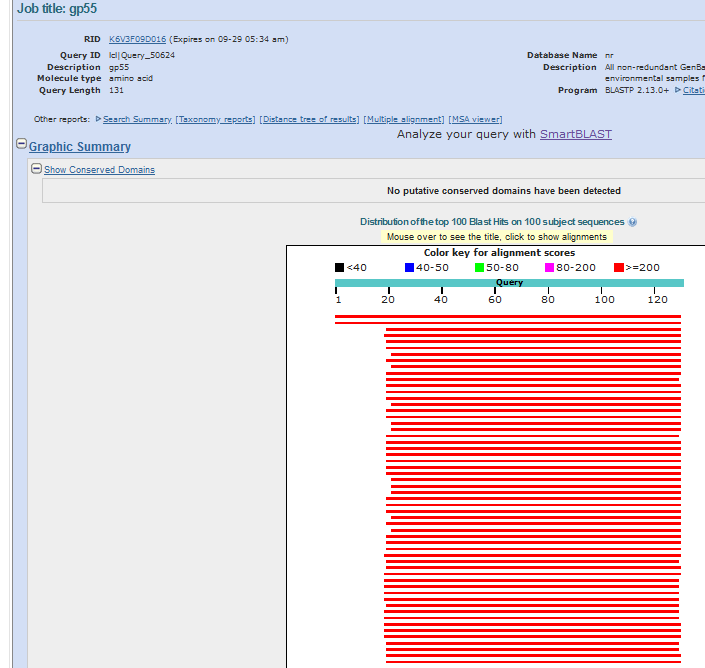 Job title: gp55
RID K6V3F09D016 (Expires on 09-29 05:34 am)
Query ID lcl|Query_50624
Description gp55
Molecule type amino acid
Query Length 131
Database Name nr
Description All non-redundant GenBa
environmental samples f
Program BLASTP 2.13.0+ Citati
Other reports: Search Summary [Taxonomy reports] [Distance tree of results] [Multiple alignment] [MSA viewer]
Analyze your query with SmartBLAST
Graphic Summary
Show Conserved Domains
No putative conserved domains have been detected
Distribution of the top 100 Blast Hits on 100 subject sequences
Mouse over to see the title, click to show alignments
Color key for alignment scores
<40 40-50 50-80 80-200 >=200
Query
1 20 40 60 80 100 120